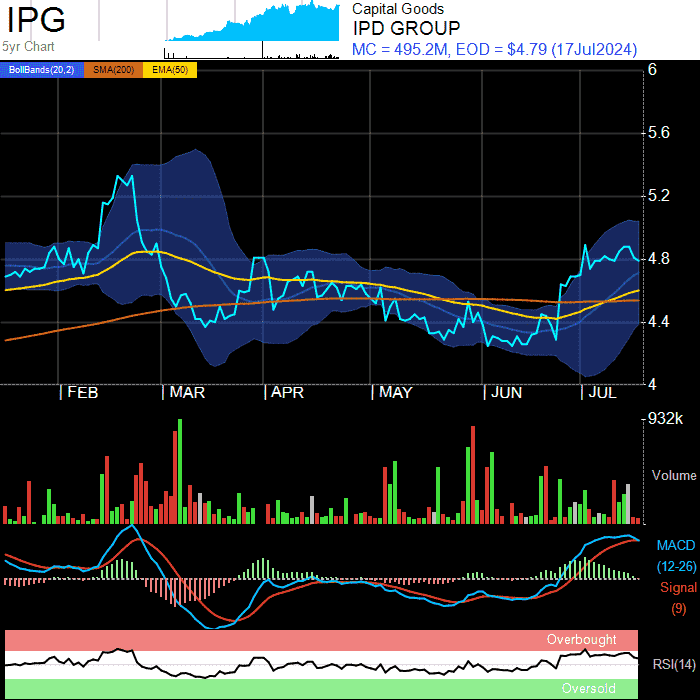 IPG
5yr Chart
Capital Goods
IPD GROUP
MC = 495.2M, EOD = $4.79 (17Jul2024)
BollBands(20,2) SMA(200) EMA(50)
6
5.6
5.2
4.8
4.4
4
FEB MAR APR MAY JUN JUL
932k
Volume
MACD
(12-26)
Signal
(9)
Overbought
RSI(14)
Oversold